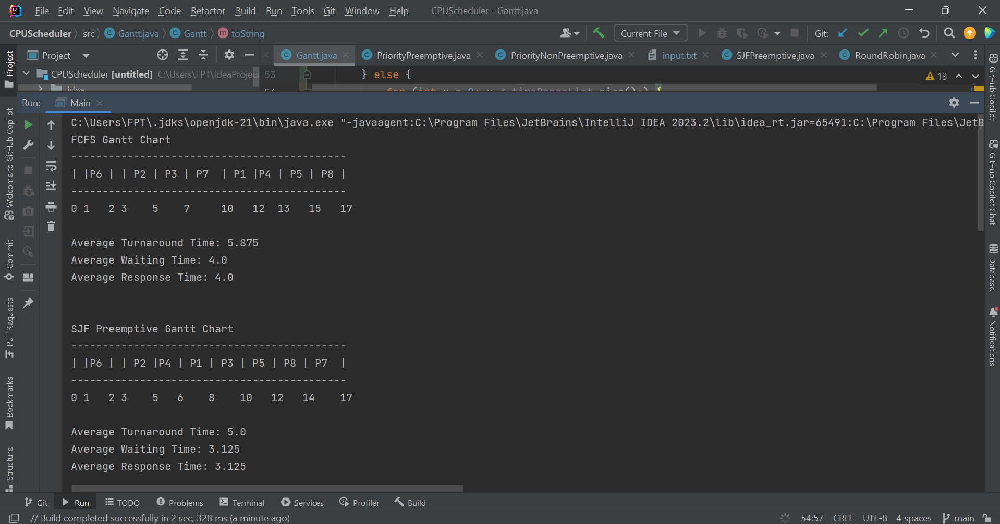 File Edit View Navigate Code Refactor Build Run Tools Git Window Help CPUScheduler - Gantt.java
CPUScheduler src Gantt.java Gantt toString Current File Git:
Project Gantt.java PriorityPreemptive.java PriorityNonPreemptive.java input.txt SJFPreemptive.java RoundRobin.java
CPUScheduler [untitled] C:\Users\FPT\IdeaProject 53 } else { 13
idea 54 for (int x = 0; x < timeRangeList.size();) {
Run: Main
C:\Users\FPT\.jdks\openjdk-21\bin\java.exe "-javaagent:C:\Program Files\JetBrains\IntelliJ IDEA 2023.2\lib\idea_rt.jar=65491:C:\Program Files\JetB
FCFS Gantt Chart
--------------------------------------------
| |P6 | | P2 | P3 | P7  | P1 |P4 | P5 | P8 |
--------------------------------------------
0 1   2 3    5    7     10   12  13   15   17
Average Turnaround Time: 5.875
Average Waiting Time: 4.0
Average Response Time: 4.0
SJF Preemptive Gantt Chart
--------------------------------------------
| |P6 | | P2 |P4 | P1 | P3 | P5 | P8 | P7  |
--------------------------------------------
0 1   2 3    5   6    8    10   12   14    17
Average Turnaround Time: 5.0
Average Waiting Time: 3.125
Average Response Time: 3.125
Project
Welcome to GitHub Copilot
Commit
Pull Requests
Bookmarks
Structure
GitHub Copilot
GitHub Copilot Chat
Database
Notifications
Git Run TODO Problems Terminal Services Profiler Build
// Build completed successfully in 2 sec, 328 ms (a minute ago) 54:57 CRLF UTF-8 4 spaces main